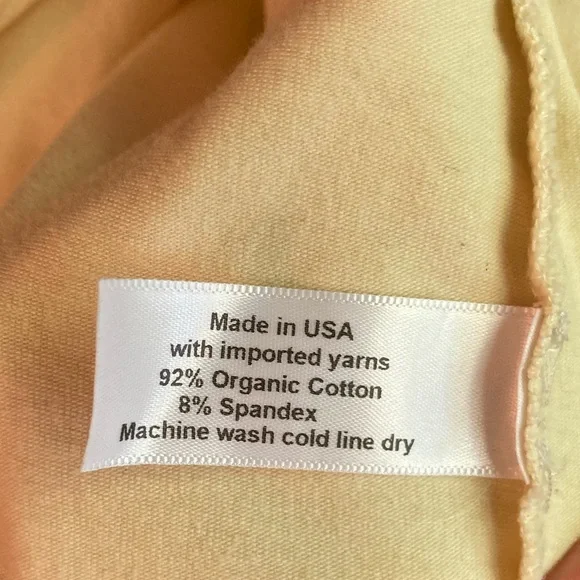 Made in USA
with imported yarns
92% Organic Cotton
8% Spandex
Machine wash cold line dry